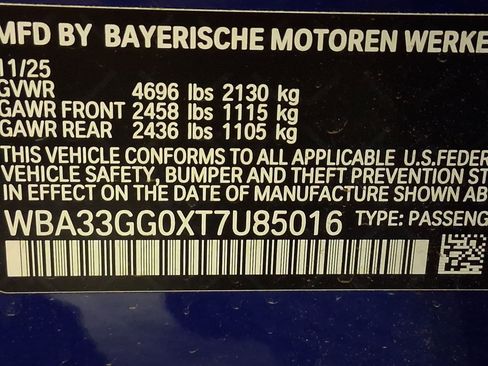 MFD BY BAYERISCHE MOTOREN WERKE
11/25
GVWR 4696 lbs 2130 kg
GAWR FRONT 2458 lbs 1115 kg
GAWR REAR 2436 lbs 1105 kg
THIS VEHICLE CONFORMS TO ALL APPLICABLE U.S.FEDER
VEHICLE SAFETY, BUMPER AND THEFT PREVENTION ST
IN EFFECT ON THE DATE OF MANUFACTURE SHOWN AB
WBA33GG0XT7U85016 TYPE: PASSENG